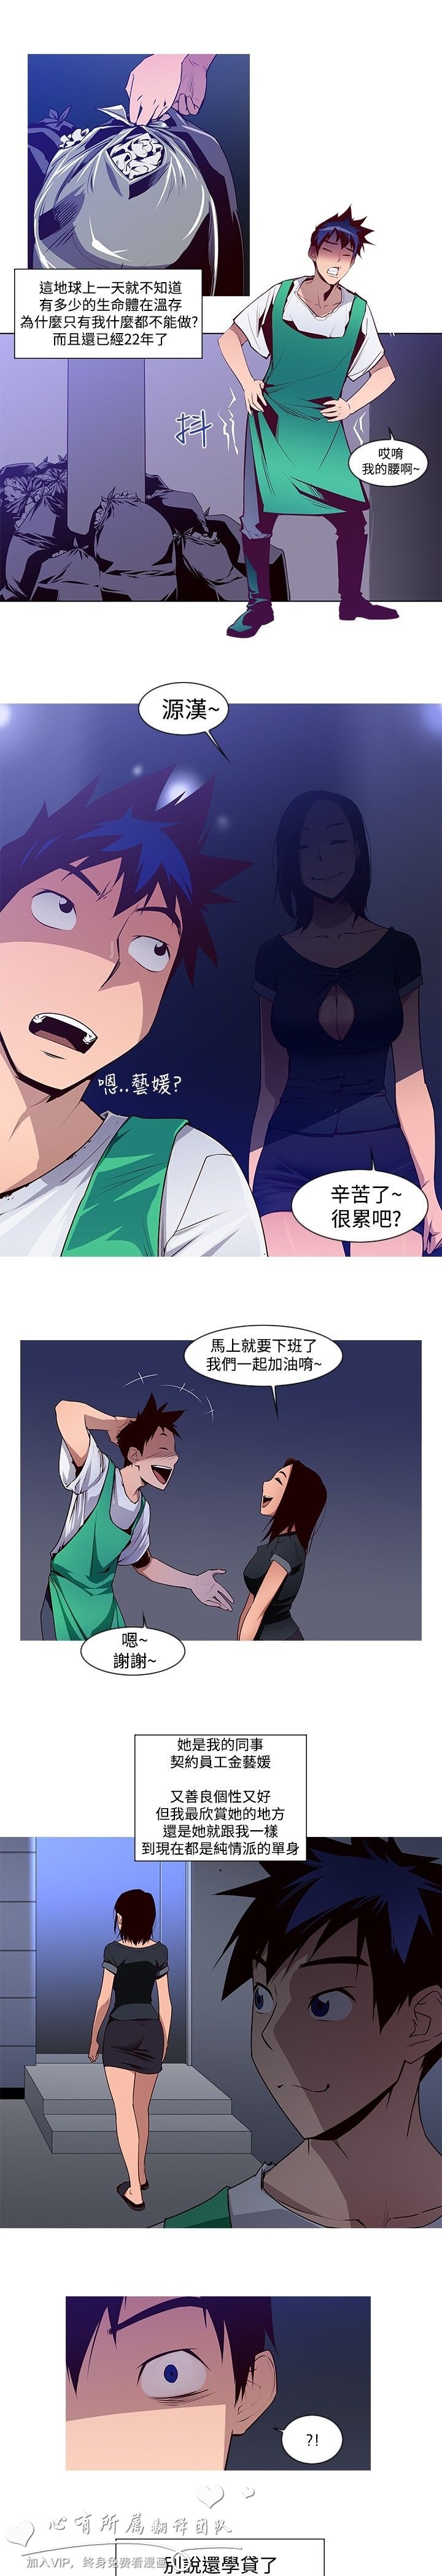 這地球上一天就不知道
有多少的生命體在溫存
為什麼只有我什麼都不能做?
而且還已經22年了
抖
哎唷
我的腰啊~
源漢~
嗯..藝媛?
辛苦了~
很累吧?
馬上就要下班了
我們一起加油唷~
嗯~
謝謝~
她是我的同事
契約員工金藝媛
又善良個性又好
但我最欣賞她的地方
還是她就跟我一樣
到現在都是純情派的單身
?!
心有所属翻译团队
加入VIP，终身免费看漫画
別說還學貸了